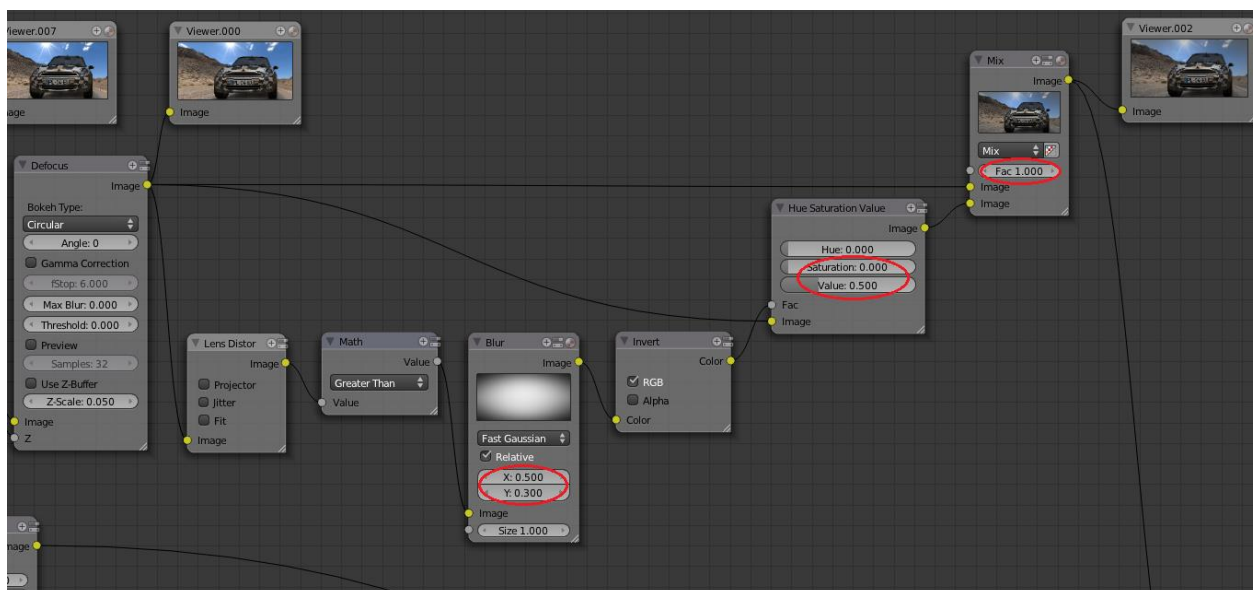 Viewer.007
Image
Viewer.000
Image
Defocus
Image
Bokeh Type:
Circular
Angle: 0
Gamma Correction
fStop: 6.000
Max Blur: 0.000
Threshold: 0.000
Preview
Samples: 32
Use Z-Buffer
Z-Scale: 0.050
Image
Z
Lens Distor
Image
Projector
Jitter
Fit
Image
Math
Value
Greater Than
Value
Blur
Image
Fast Gaussian
Relative
X: 0.500
Y: 0.300
Image
Size 1.000
Invert
Color
RGB
Alpha
Color
Hue Saturation Value
Image
Hue: 0.000
Saturation: 0.000
Value: 0.500
Fac
Image
Mix
Image
Mix
Fac 1.000
Image
Image
Viewer.002
Image
Image